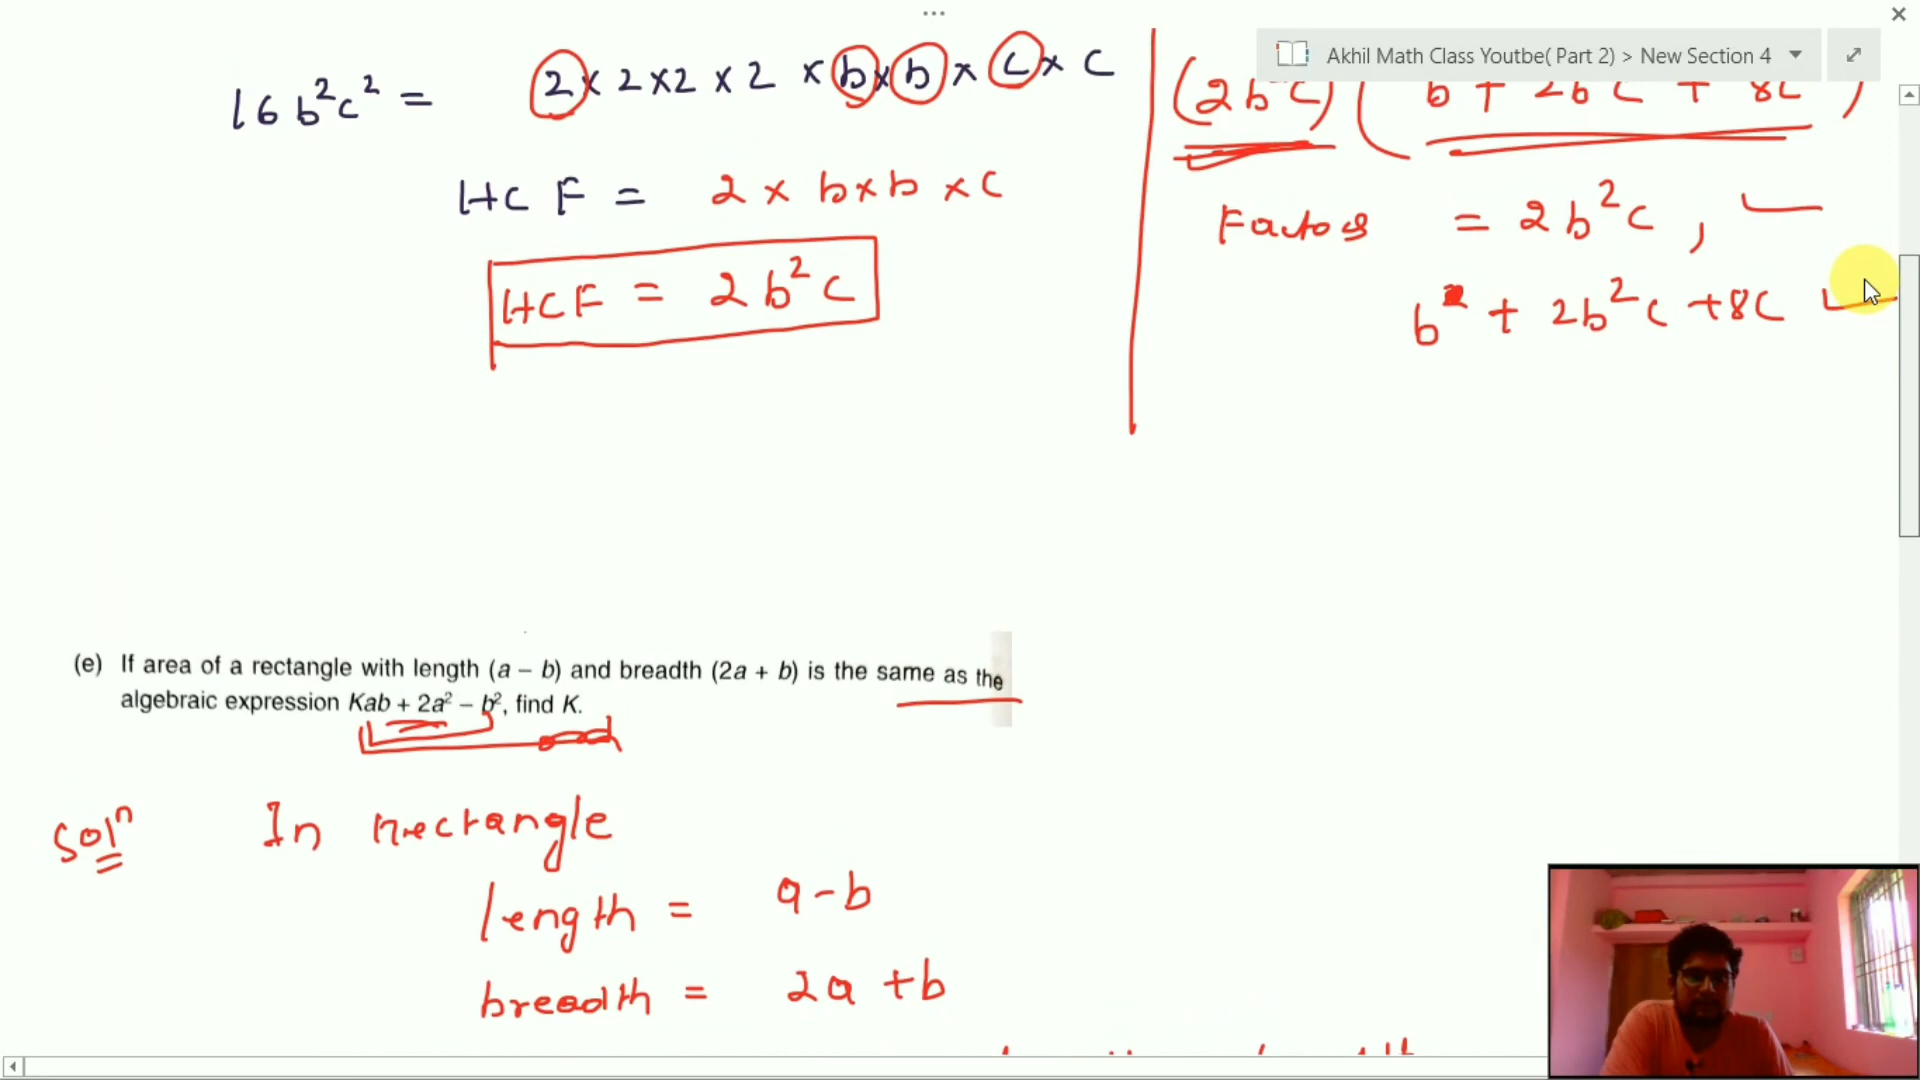 Akhil Math Class Youtbe( Part 2) > New Section 4
16 b²c² = 2 × 2 × 2 × 2 × b × b × c × c
HCF = 2 × b × b × c
HCF = 2b²c
Factors = 2b²c,
b² + 2b²c + 8c
(e) If area of a rectangle with length (a – b) and breadth (2a + b) is the same as the
algebraic expression Kab + 2a² – b², find K.
Solⁿ In rectangle
length = a - b
breadth = 2a + b